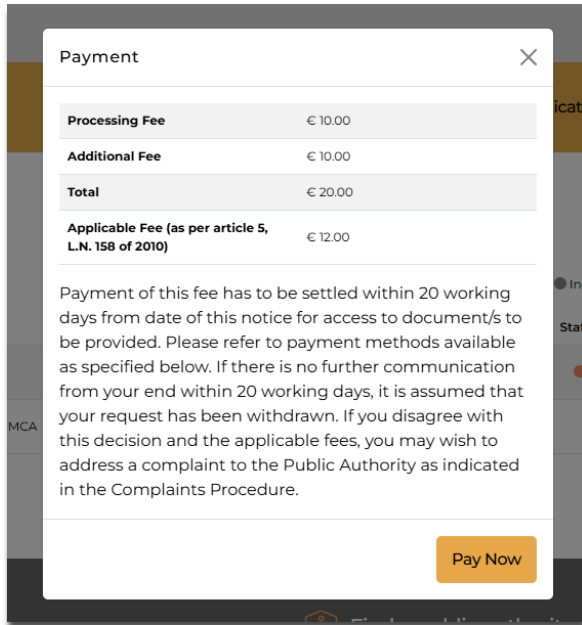 Payment
Processing Fee € 10.00
Additional Fee € 10.00
Total € 20.00
Applicable Fee (as per article 5,
L.N. 158 of 2010) € 12.00
Payment of this fee has to be settled within 20 working
days from date of this notice for access to document/s to
be provided. Please refer to payment methods available
as specified below. If there is no further communication
from your end within 20 working days, it is assumed that
your request has been withdrawn. If you disagree with
this decision and the applicable fees, you may wish to
address a complaint to the Public Authority as indicated
in the Complaints Procedure.
Pay Now
MCA